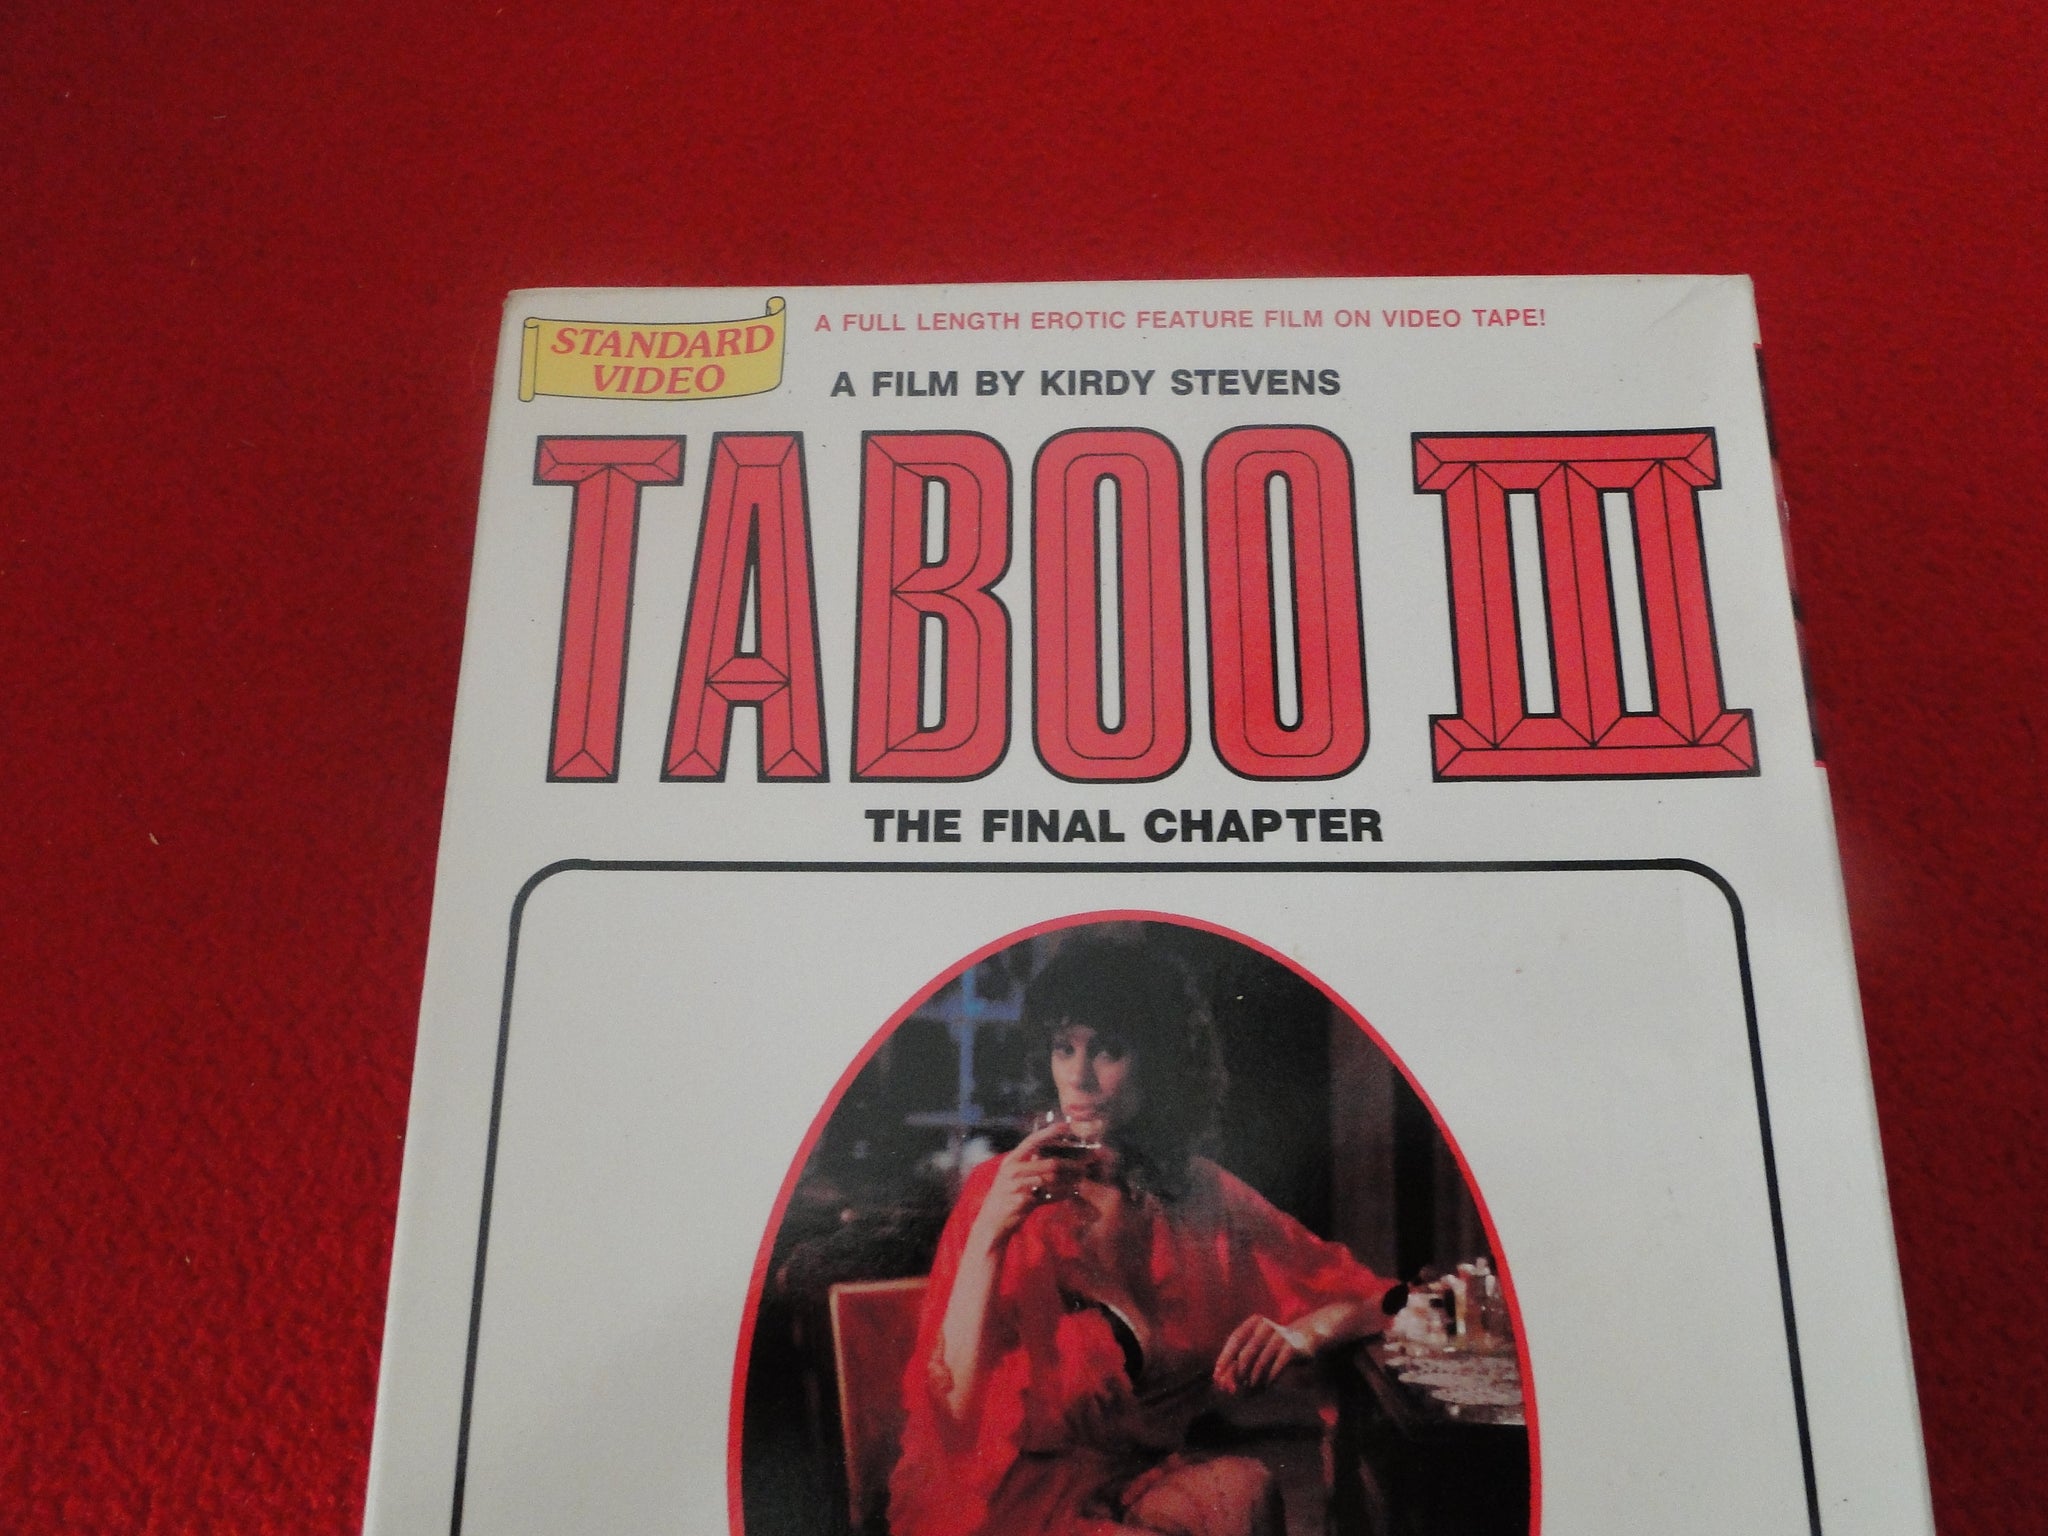 STANDARD
VIDEO
A FULL LENGTH EROTIC FEATURE FILM ON VIDEO TAPE!
A FILM BY KIRDY STEVENS
TABOO III
THE FINAL CHAPTER